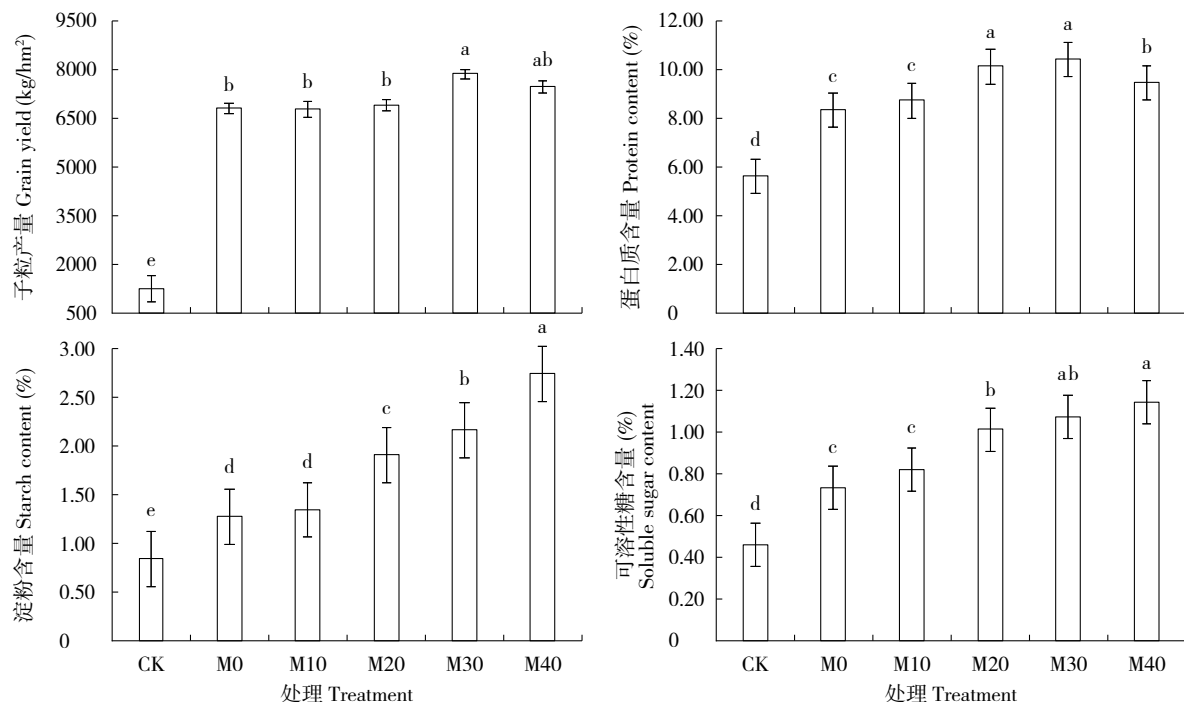 子粒产量 Grain yield (kg/hm²)
9500
8000
6500
5000
3500
2000
500
e
b
b
b
a
ab
蛋白质含量 Protein content (%)
12.00
10.00
8.00
6.00
4.00
2.00
0
d
c
c
a
a
b
淀粉含量 Starch content (%)
3.00
2.50
2.00
1.50
1.00
0.50
0
e
d
d
c
b
a
CK M0 M10 M20 M30 M40
处理 Treatment
可溶性糖含量 (%)
Soluble sugar content
1.40
1.20
1.00
0.80
0.60
0.40
0.20
0
d
c
c
b
ab
a
CK M0 M10 M20 M30 M40
处理 Treatment